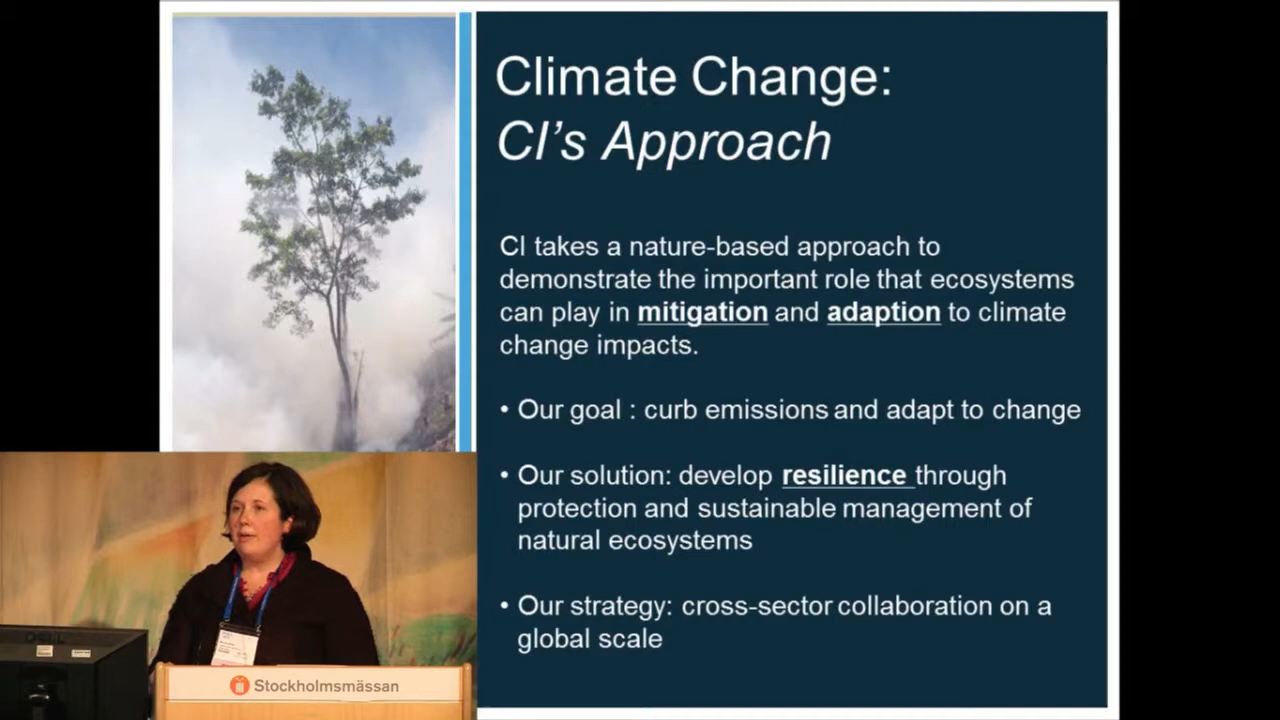 Climate Change:
CI's Approach
CI takes a nature-based approach to
demonstrate the important role that ecosystems
can play in mitigation and adaption to climate
change impacts.
• Our goal : curb emissions and adapt to change
• Our solution: develop resilience through
protection and sustainable management of
natural ecosystems
• Our strategy: cross-sector collaboration on a
global scale
DELL
Stockholmsmässan